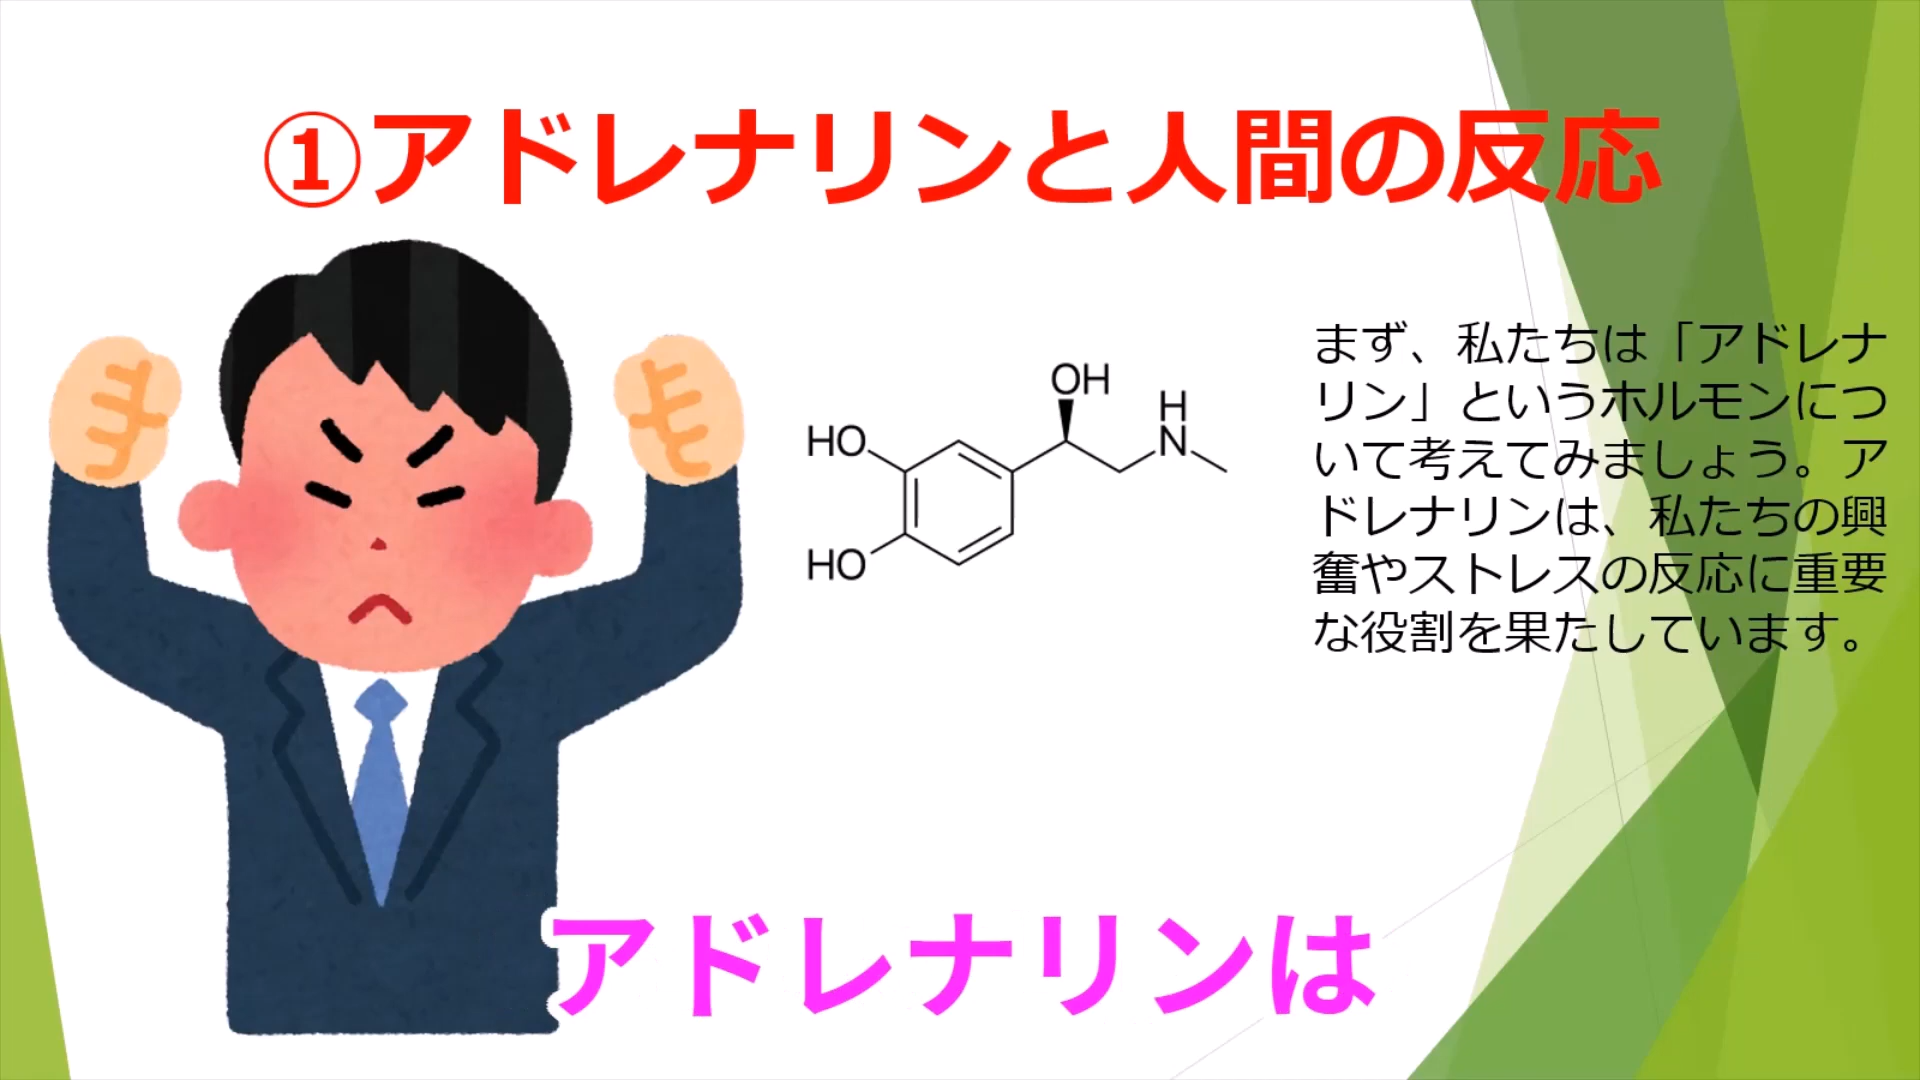 ①アドレナリンと人間の反応
まず、私たちは「アドレナ
リン」というホルモンにつ
いて考えてみましょう。ア
ドレナリンは、私たちの興
奮やストレスの反応に重要
な役割を果たしています。
OH
H
N
HO
HO
アドレナリンは